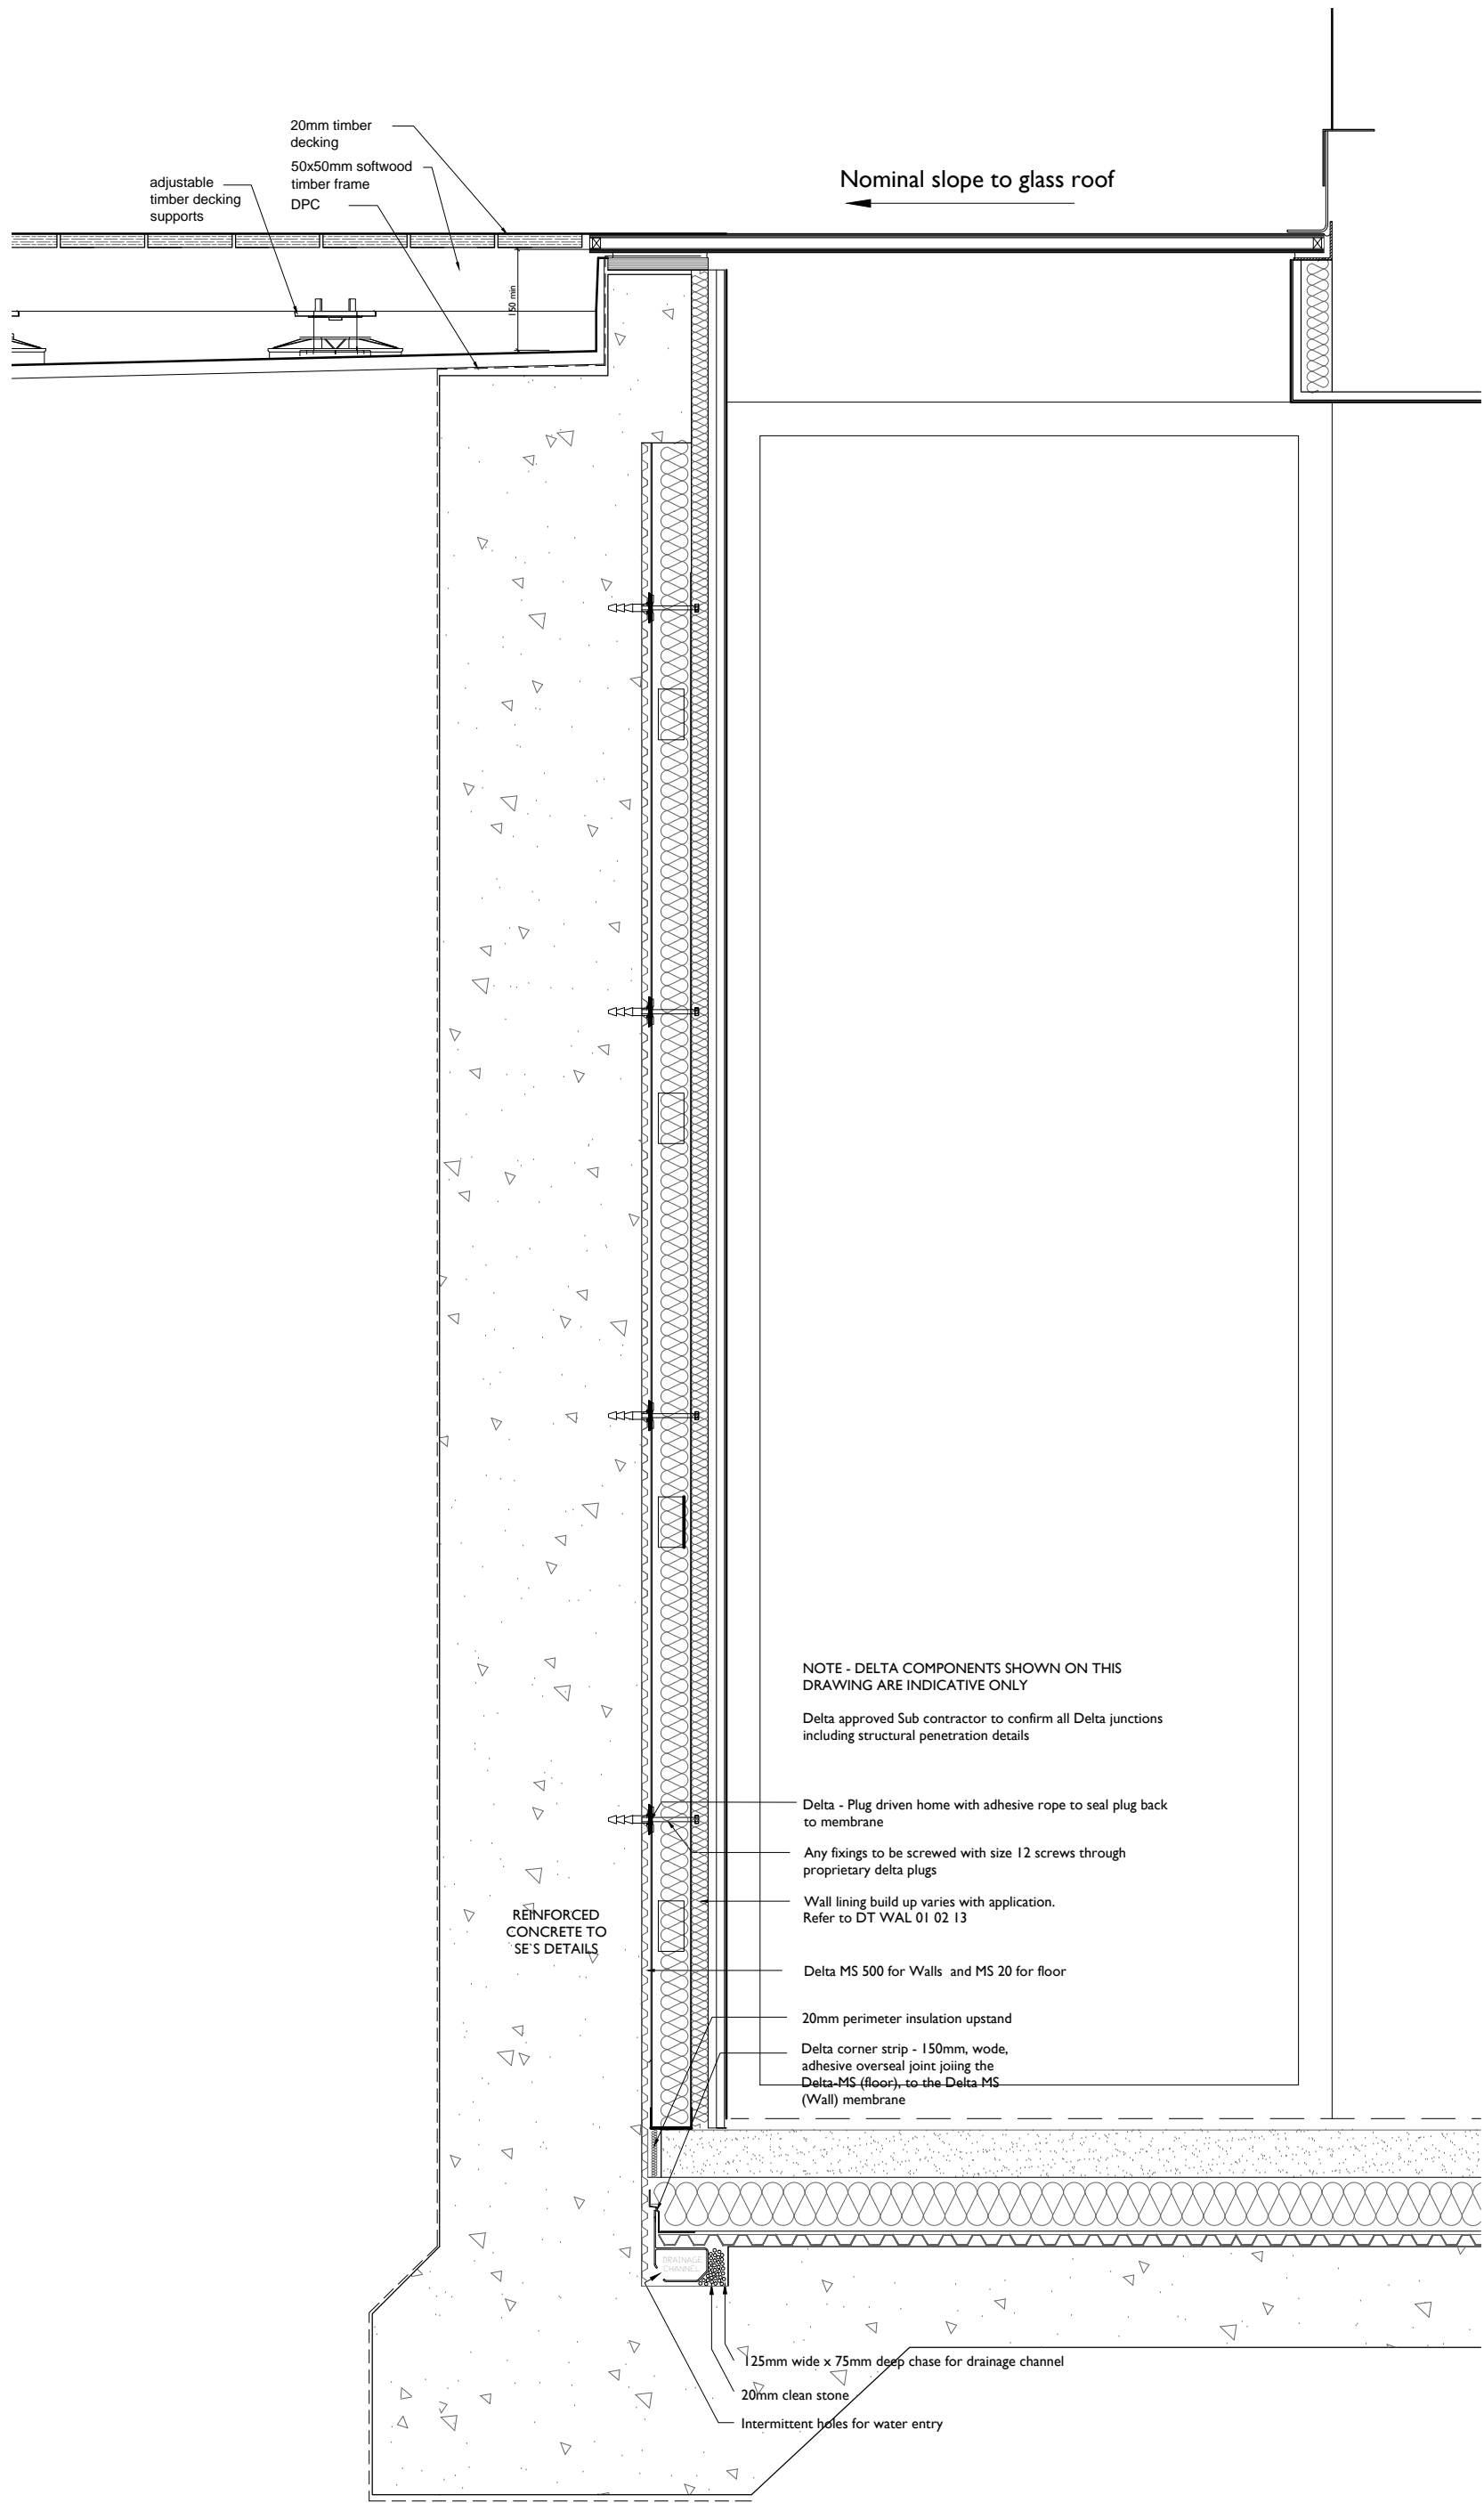 20mm timber
decking
50x50mm softwood
timber frame
DPC
adjustable
timber decking
supports
Nominal slope to glass roof
150 min
NOTE - DELTA COMPONENTS SHOWN ON THIS
DRAWING ARE INDICATIVE ONLY
Delta approved Sub contractor to confirm all Delta junctions
including structural penetration details
Delta - Plug driven home with adhesive rope to seal plug back
to membrane
Any fixings to be screwed with size 12 screws through
proprietary delta plugs
Wall lining build up varies with application.
Refer to DT WAL 01 02 13
REINFORCED
CONCRETE TO
SE`S DETAILS
Delta MS 500 for Walls and MS 20 for floor
20mm perimeter insulation upstand
Delta corner strip - 150mm, wode,
adhesive overseal joint joiing the
Delta-MS (floor), to the Delta MS
(Wall) membrane
DRAINAGE
CHANNEL
125mm wide x 75mm deep chase for drainage channel
20mm clean stone
Intermittent holes for water entry